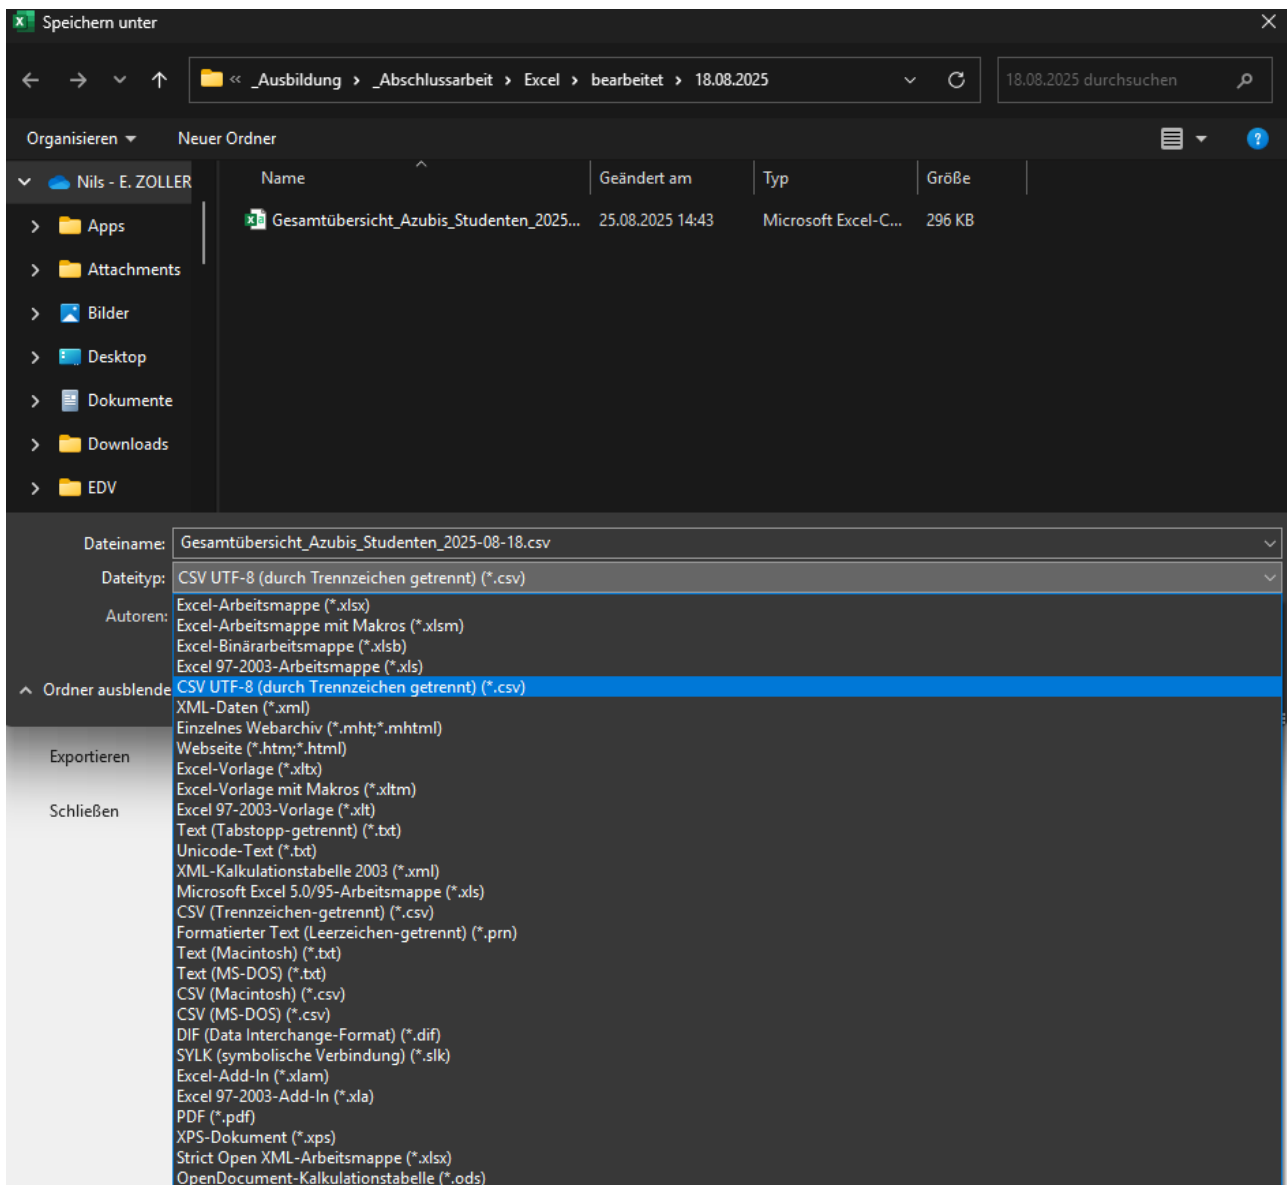 Speichern unter
« _Ausbildung > _Abschlussarbeit > Excel > bearbeitet > 18.08.2025
18.08.2025 durchsuchen
Organisieren
Neuer Ordner
Nils - E. ZOLLER
Apps
Attachments
Bilder
Desktop
Dokumente
Downloads
EDV
Name Geändert am Typ Größe
Gesamtübersicht_Azubis_Studenten_2025... 25.08.2025 14:43 Microsoft Excel-C... 296 KB
Dateiname: Gesamtübersicht_Azubis_Studenten_2025-08-18.csv
Dateityp: CSV UTF-8 (durch Trennzeichen getrennt) (*.csv)
Autoren:
Ordner ausblende
Excel-Arbeitsmappe (*.xlsx)
Excel-Arbeitsmappe mit Makros (*.xlsm)
Excel-Binärarbeitsmappe (*.xlsb)
Excel 97-2003-Arbeitsmappe (*.xls)
CSV UTF-8 (durch Trennzeichen getrennt) (*.csv)
XML-Daten (*.xml)
Einzelnes Webarchiv (*.mht;*.mhtml)
Webseite (*.htm;*.html)
Excel-Vorlage (*.xltx)
Excel-Vorlage mit Makros (*.xltm)
Excel 97-2003-Vorlage (*.xlt)
Text (Tabstopp-getrennt) (*.txt)
Unicode-Text (*.txt)
XML-Kalkulationstabelle 2003 (*.xml)
Microsoft Excel 5.0/95-Arbeitsmappe (*.xls)
CSV (Trennzeichen-getrennt) (*.csv)
Formatierter Text (Leerzeichen-getrennt) (*.prn)
Text (Macintosh) (*.txt)
Text (MS-DOS) (*.txt)
CSV (Macintosh) (*.csv)
CSV (MS-DOS) (*.csv)
DIF (Data Interchange-Format) (*.dif)
SYLK (symbolische Verbindung) (*.slk)
Excel-Add-In (*.xlam)
Excel 97-2003-Add-In (*.xla)
PDF (*.pdf)
XPS-Dokument (*.xps)
Strict Open XML-Arbeitsmappe (*.xlsx)
OpenDocument-Kalkulationstabelle (*.ods)
Exportieren
Schließen